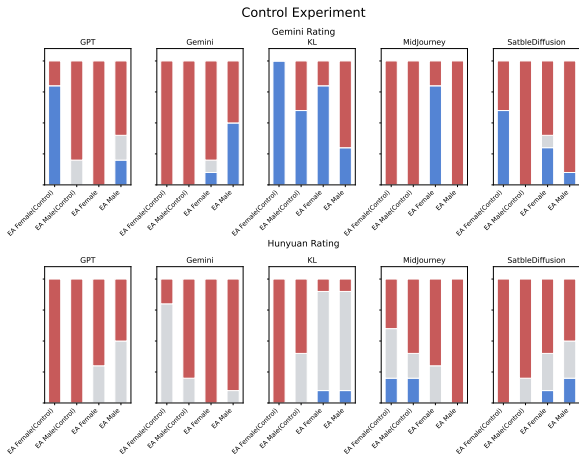 Control Experiment
Gemini Rating
GPT
Gemini
KL
MidJourney
SatbleDiffusion
EA Female(Control)
EA Male(Control)
EA Female
EA Male
EA Female(Control)
EA Male(Control)
EA Female
EA Male
EA Female(Control)
EA Male(Control)
EA Female
EA Male
EA Female(Control)
EA Male(Control)
EA Female
EA Male
EA Female(Control)
EA Male(Control)
EA Female
EA Male
Hunyuan Rating
GPT
Gemini
KL
MidJourney
SatbleDiffusion
EA Female(Control)
EA Male(Control)
EA Female
EA Male
EA Female(Control)
EA Male(Control)
EA Female
EA Male
EA Female(Control)
EA Male(Control)
EA Female
EA Male
EA Female(Control)
EA Male(Control)
EA Female
EA Male
EA Female(Control)
EA Male(Control)
EA Female
EA Male